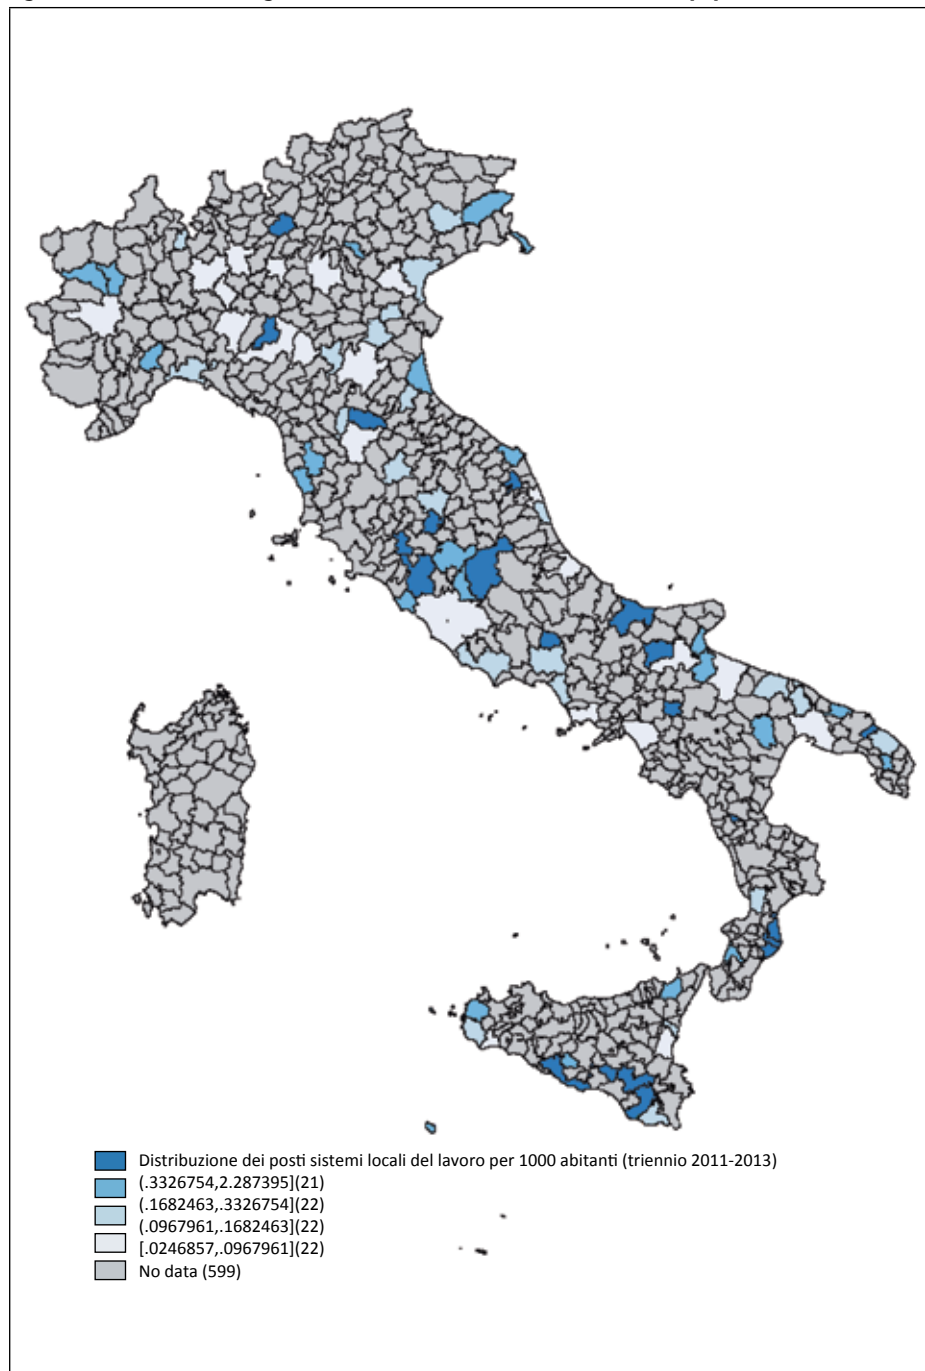 Distribuzione dei posti sistemi locali del lavoro per 1000 abitanti (triennio 2011-2013)
(.3326754,2.287395](21)
(.1682463,.3326754](22)
(.0967961,.1682463](22)
[.0246857,.0967961](22)
No data (599)